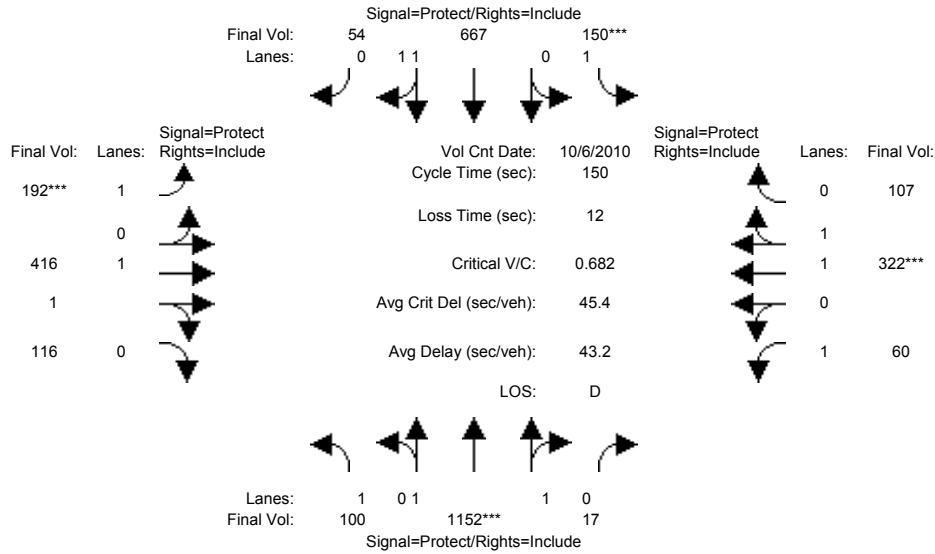 Signal=Protect/Rights=Include
Final Vol: 54 667 150***
Lanes: 0 1 1 0 1
Signal=Protect Signal=Protect
Final Vol: Lanes: Rights=Include Vol Cnt Date: 10/6/2010 Rights=Include Lanes: Final Vol:
Cycle Time (sec): 150
192*** 1 0 107
Loss Time (sec): 12
0 1
416 1 Critical V/C: 0.682 1 322***
1 Avg Crit Del (sec/veh): 45.4 0
116 0 Avg Delay (sec/veh): 43.2 1 60
LOS: D
Lanes: 1 0 1 1 0
Final Vol: 100 1152*** 17
Signal=Protect/Rights=Include